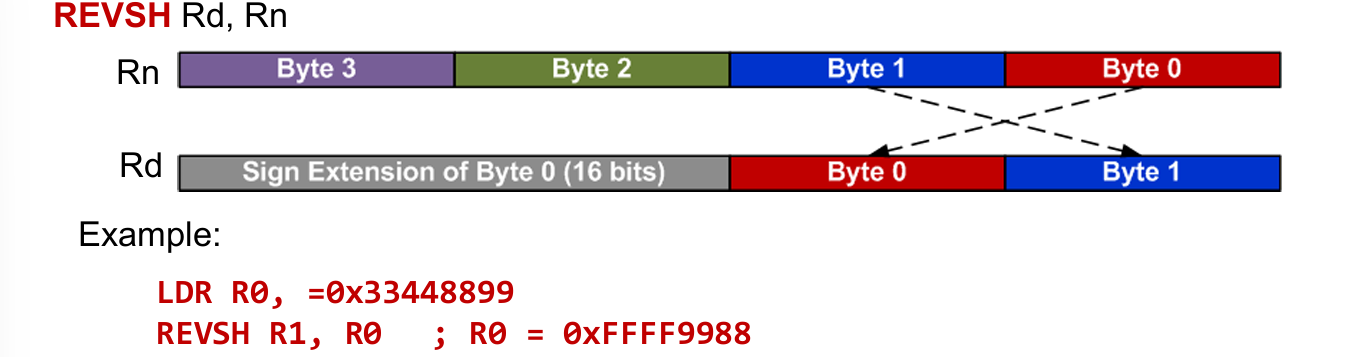 REVSH Rd, Rn
Rn Byte 3 Byte 2 Byte 1 Byte 0
Rd Sign Extension of Byte 0 (16 bits) Byte 0 Byte 1
Example:
LDR R0, =0x33448899
REVSH R1, R0 ; R0 = 0xFFFF9988